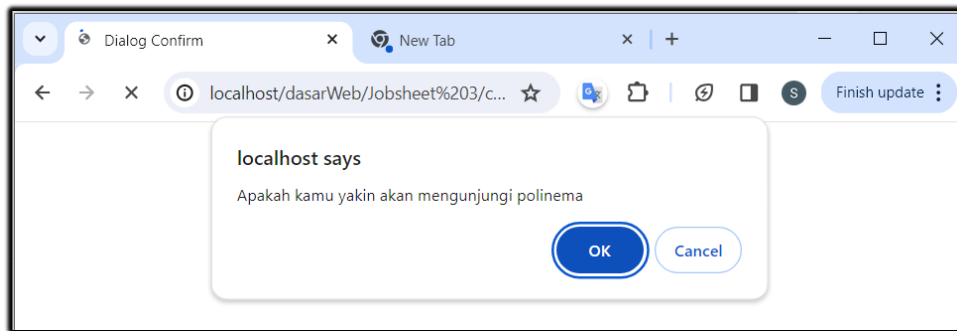 Dialog Confirm
New Tab
localhost/dasarWeb/Jobsheet%203/c...
S
Finish update
localhost says
Apakah kamu yakin akan mengunjungi polinema
OK
Cancel